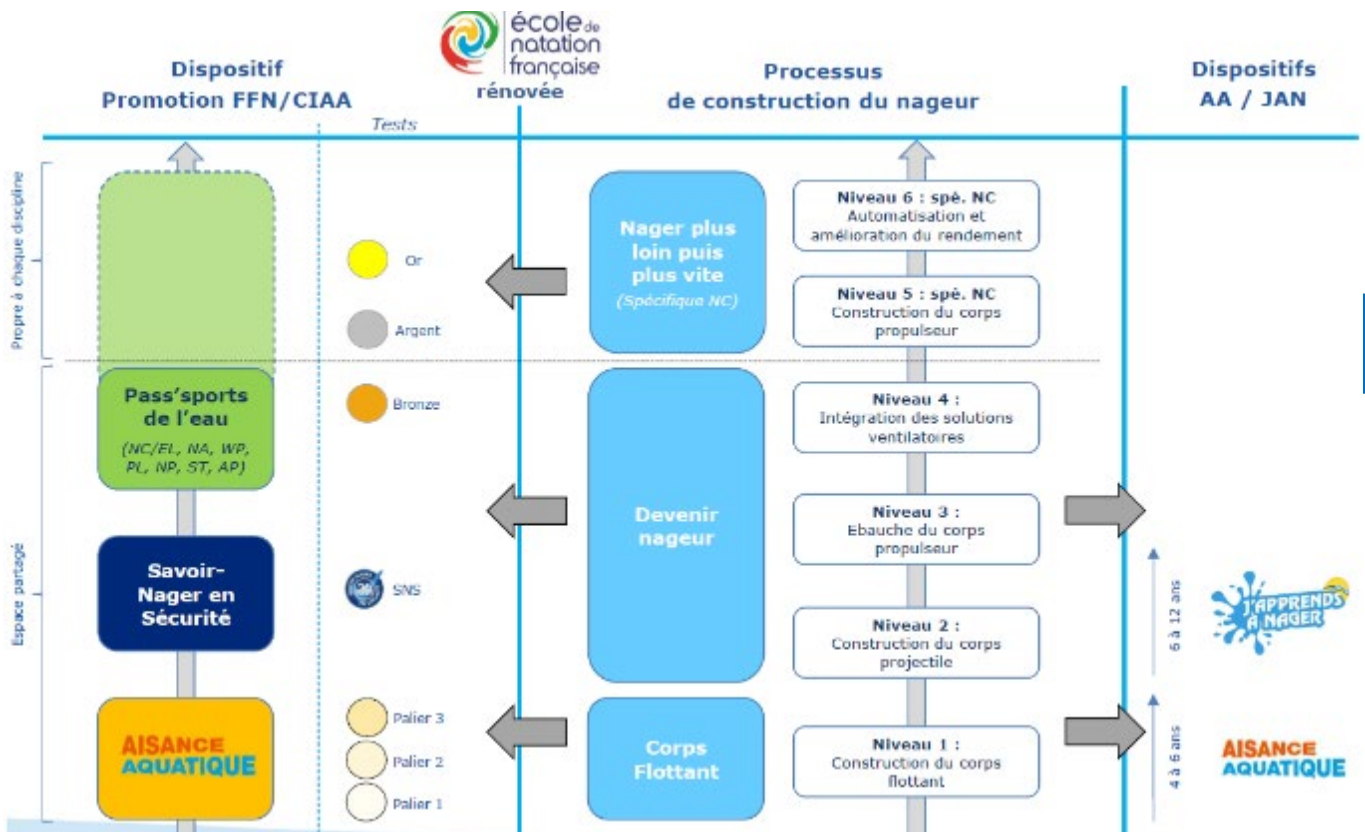 école de
natation
française
rénovée
Dispositif
Promotion FFN/CIAA
Tests
Processus
de construction du nageur
Dispositifs
AA / JAN
Propre à chaque discipline
Espace partagé
Pass'sports
de l'eau
(NC/EL, NA, WP,
PL, NP, ST, AP)
Savoir-
Nager en
Sécurité
AISANCE
AQUATIQUE
Or
Argent
Bronze
SNS
Palier 3
Palier 2
Palier 1
Nager plus
loin puis
plus vite
(Spécifique NC)
Devenir
nageur
Corps
Flottant
Niveau 6 : spé. NC
Automatisation et
amélioration du rendement
Niveau 5 : spé. NC
Construction du corps
propulseur
Niveau 4 :
Intégration des solutions
ventilatoires
Niveau 3 :
Ebauche du corps
propulseur
Niveau 2 :
Construction du corps
projectile
Niveau 1 :
Construction du corps
flottant
6 à 12 ans
J'APPRENDS
À NAGER
4 à 6 ans
AISANCE
AQUATIQUE